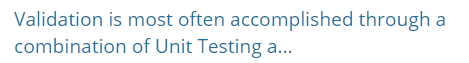 Validation is most often accomplished through a
combination of Unit Testing a...